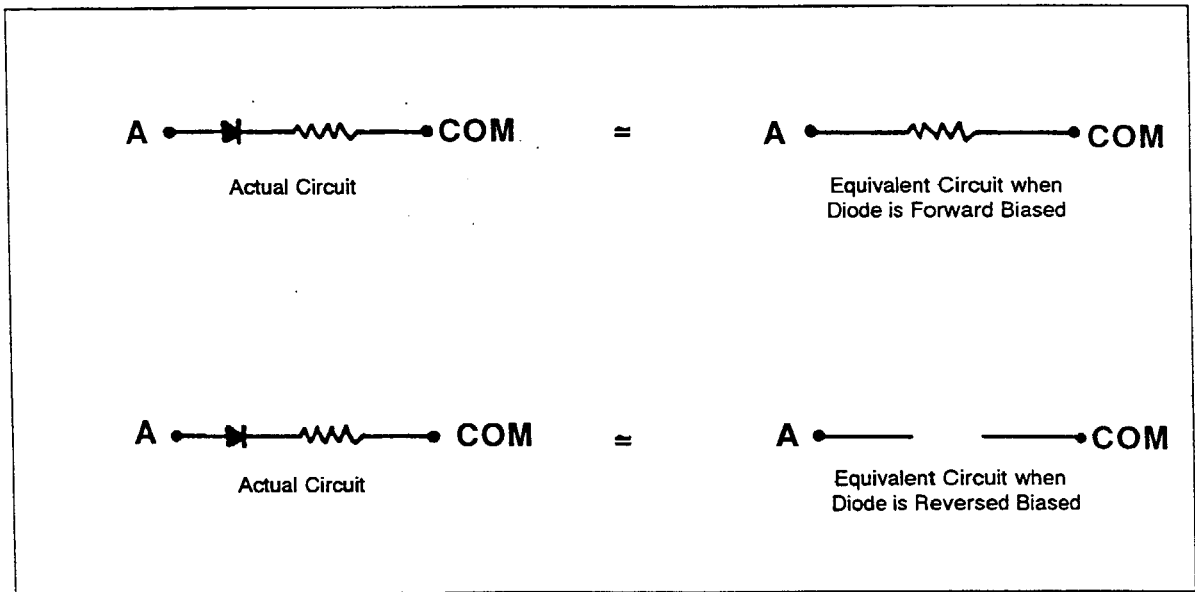 A COM = A COM
Actual Circuit
Equivalent Circuit when
Diode is Forward Biased
A COM ≃ A COM
Actual Circuit
Equivalent Circuit when
Diode is Reversed Biased